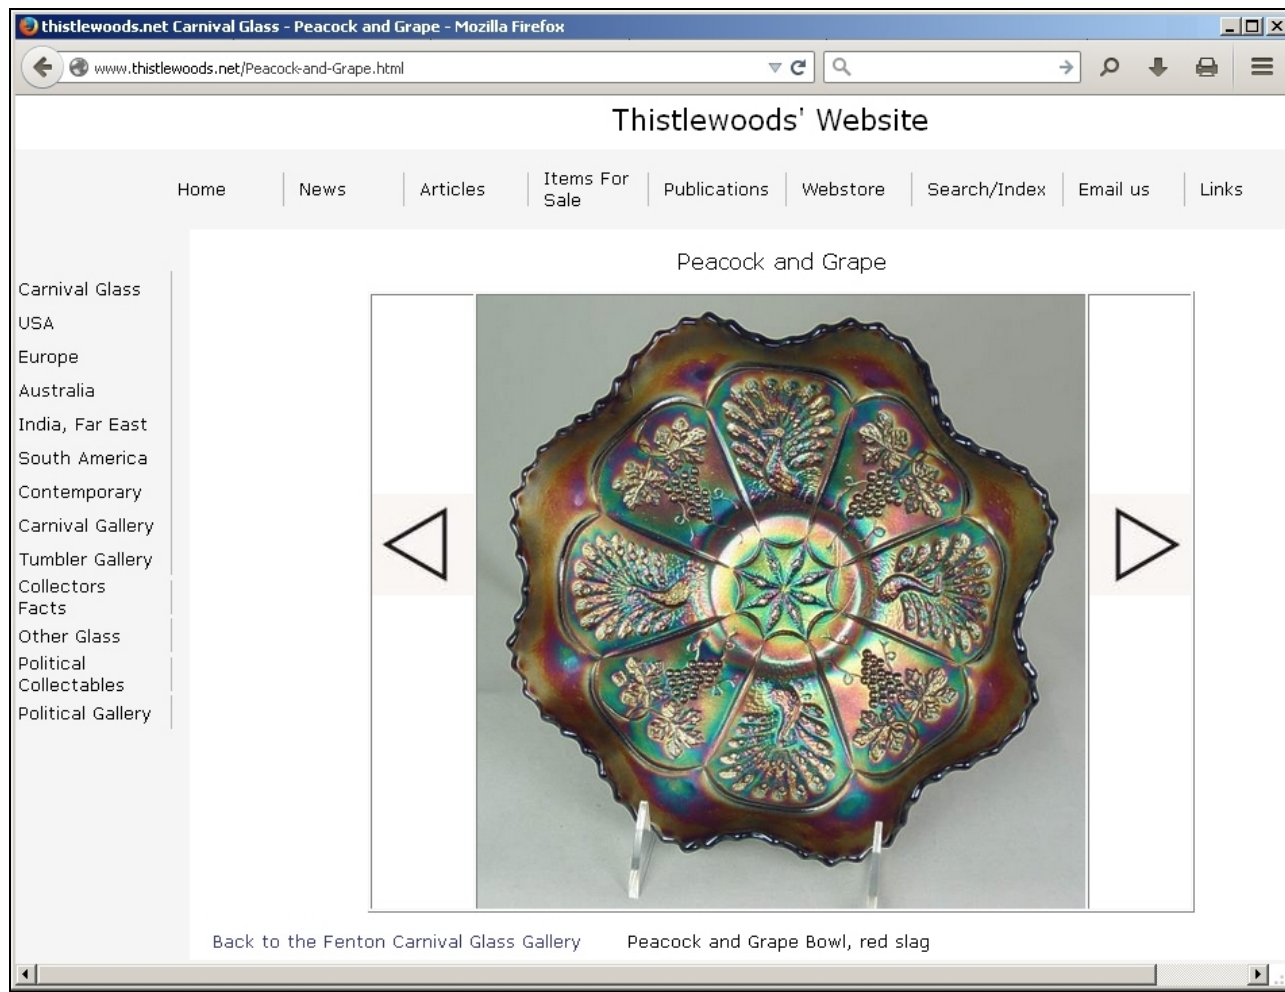 thistlewoods.net Carnival Glass - Peacock and Grape - Mozilla Firefox
www.thistlewoods.net/Peacock-and-Grape.html
Thistlewoods' Website
Home
News
Articles
Items For
Sale
Publications
Webstore
Search/Index
Email us
Links
Carnival Glass
USA
Europe
Australia
India, Far East
South America
Contemporary
Carnival Gallery
Tumbler Gallery
Collectors
Facts
Other Glass
Political
Collectables
Political Gallery
Peacock and Grape
Back to the Fenton Carnival Glass Gallery
Peacock and Grape Bowl, red slag